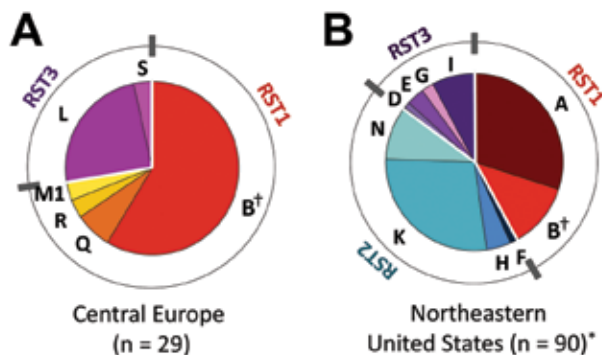 A
RST3
S
RST1
L
B†
M1
R
Q
Central Europe
(n = 29)
B
RST3
I
G
E
D
RST1
A
N
B†
K
F
H
RST2
Northeastern
United States (n = 90)*